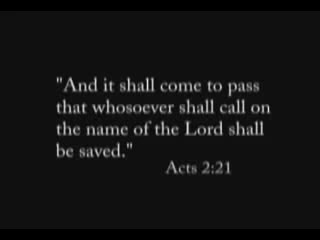 "And it shall come to pass
that whosoever shall call on
the name of the Lord shall
be saved."
Acts 2:21